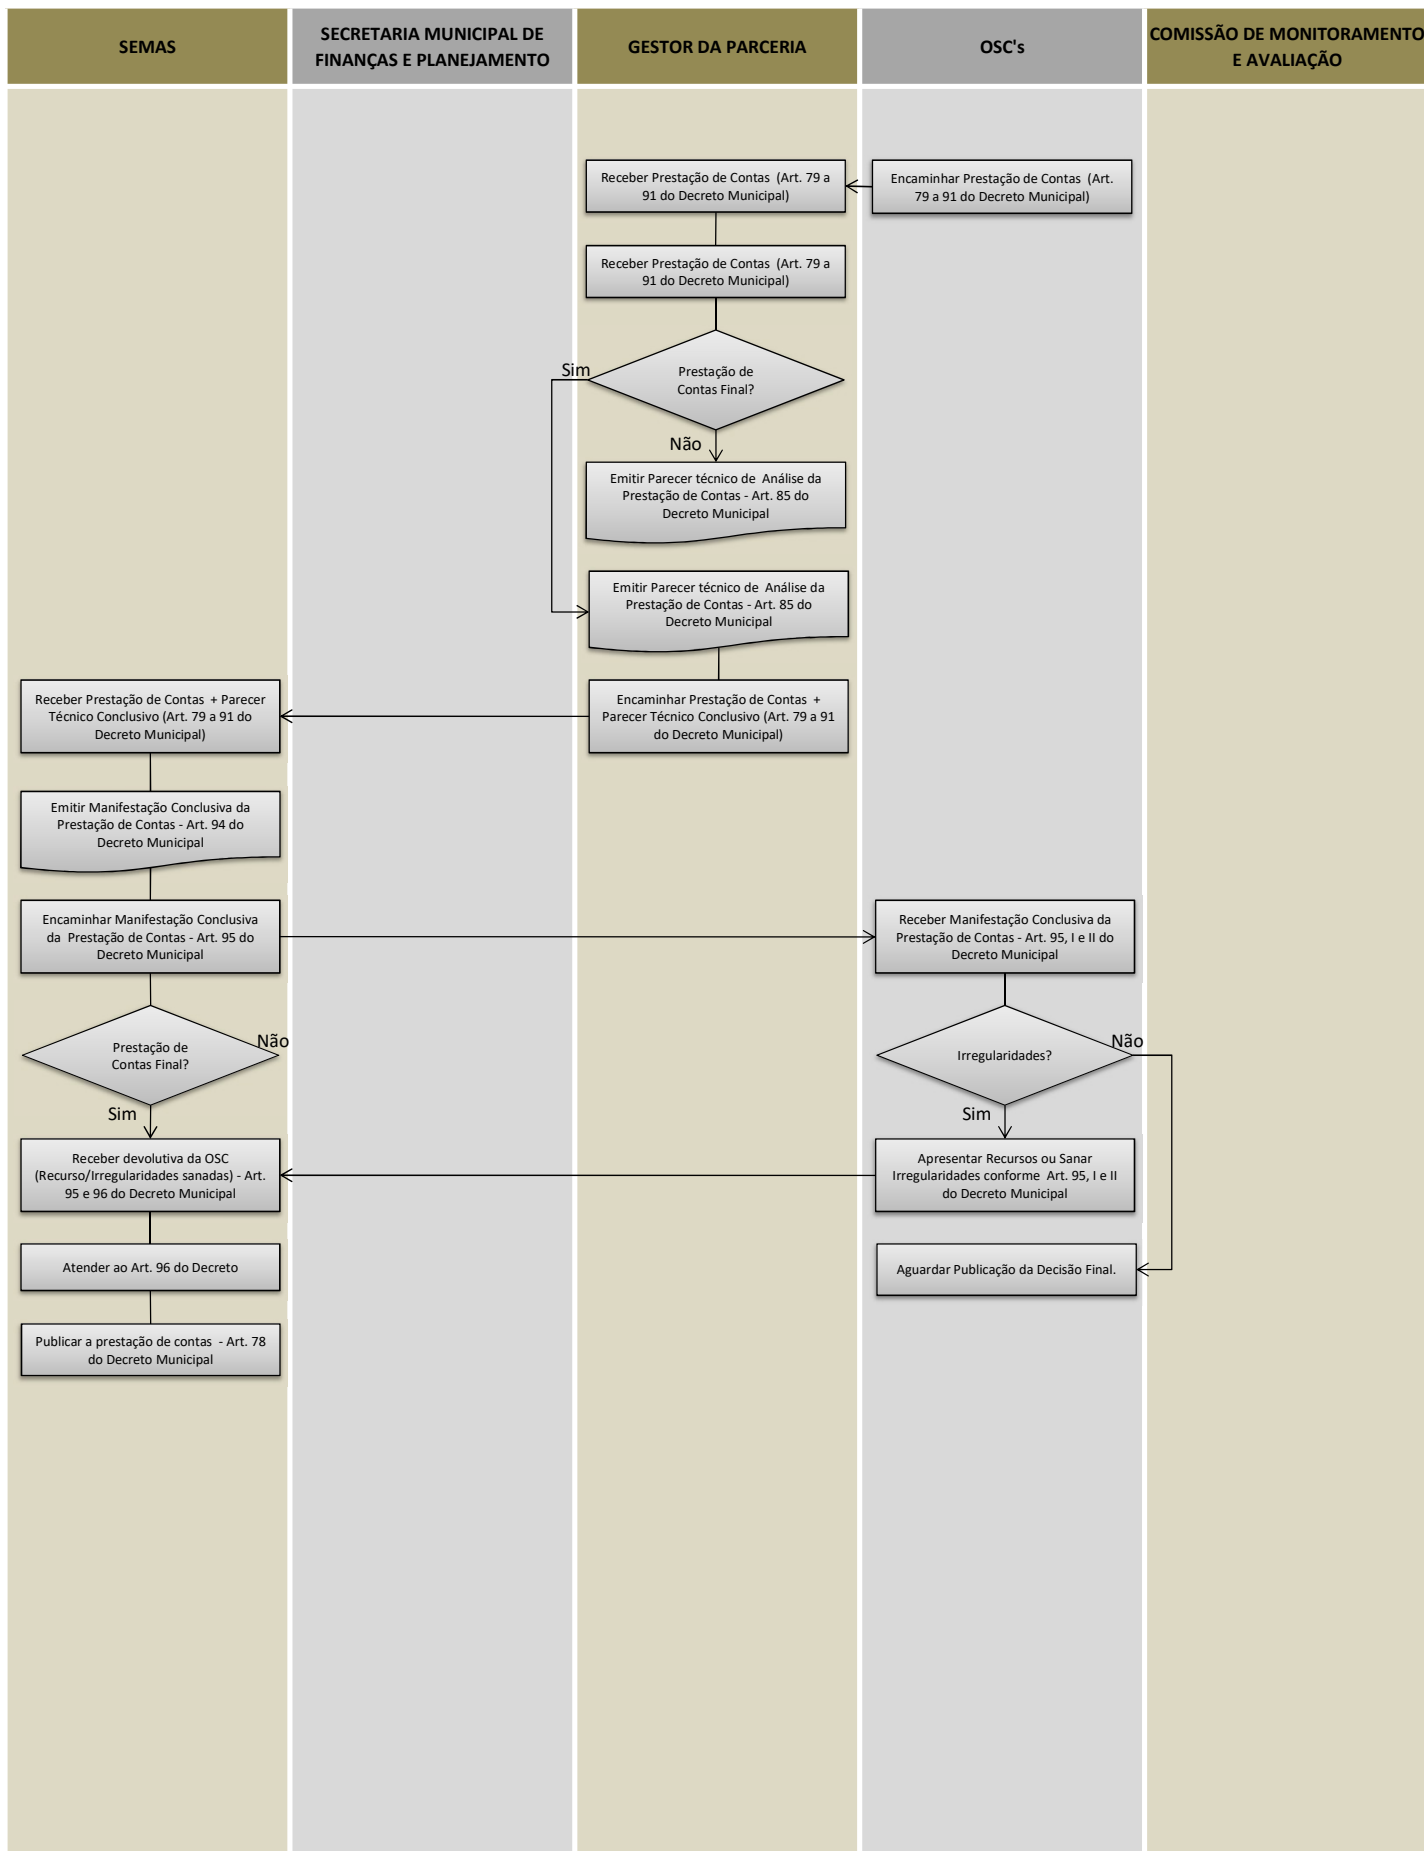 SEMAS
SECRETARIA MUNICIPAL DE
FINANÇAS E PLANEJAMENTO
GESTOR DA PARCERIA
OSC's
COMISSÃO DE MONITORAMENTO
E AVALIAÇÃO
Receber Prestação de Contas (Art. 79 a
91 do Decreto Municipal)
Encaminhar Prestação de Contas (Art.
79 a 91 do Decreto Municipal)
Receber Prestação de Contas (Art. 79 a
91 do Decreto Municipal)
Sim
Prestação de
Contas Final?
Não
Emitir Parecer técnico de Análise da
Prestação de Contas - Art. 85 do
Decreto Municipal
Emitir Parecer técnico de Análise da
Prestação de Contas - Art. 85 do
Decreto Municipal
Receber Prestação de Contas + Parecer
Técnico Conclusivo (Art. 79 a 91 do
Decreto Municipal)
Encaminhar Prestação de Contas +
Parecer Técnico Conclusivo (Art. 79 a 91
do Decreto Municipal)
Emitir Manifestação Conclusiva da
Prestação de Contas - Art. 94 do
Decreto Municipal
Encaminhar Manifestação Conclusiva
da Prestação de Contas - Art. 95 do
Decreto Municipal
Receber Manifestação Conclusiva da
Prestação de Contas - Art. 95, I e II do
Decreto Municipal
Prestação de
Contas Final?
Não
Irregularidades?
Não
Sim
Sim
Receber devolutiva da OSC
(Recurso/Irregularidades sanadas) - Art.
95 e 96 do Decreto Municipal
Apresentar Recursos ou Sanar
Irregularidades conforme Art. 95, I e II
do Decreto Municipal
Atender ao Art. 96 do Decreto
Aguardar Publicação da Decisão Final.
Publicar a prestação de contas - Art. 78
do Decreto Municipal